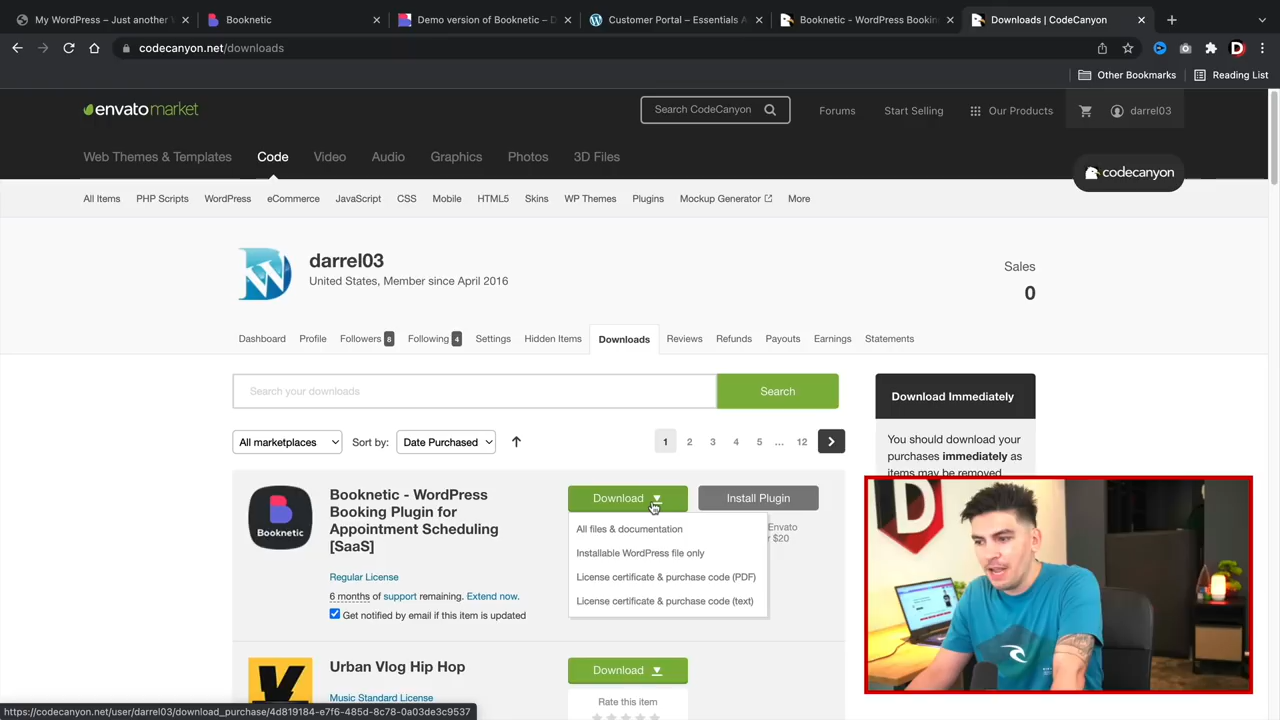 My WordPress – Just another
Booknetic
Demo version of Booknetic – D
Customer Portal – Essentials A
Booknetic - WordPress Bookin
Downloads | CodeCanyon
codecanyon.net/downloads
D
Other Bookmarks
Reading List
envatomarket
Search CodeCanyon
Forums
Start Selling
Our Products
darrel03
Web Themes & Templates
Code
Video
Audio
Graphics
Photos
3D Files
codecanyon
All Items
PHP Scripts
WordPress
eCommerce
JavaScript
CSS
Mobile
HTML5
Skins
WP Themes
Plugins
Mockup Generator
More
darrel03
United States, Member since April 2016
Sales
0
Dashboard
Profile
Followers 8
Following 4
Settings
Hidden Items
Downloads
Reviews
Refunds
Payouts
Earnings
Statements
Search your downloads
Search
Download Immediately
All marketplaces
Sort by:
Date Purchased
1 2 3 4 5 ... 12
You should download your
purchases immediately as
items may be removed
Booknetic - WordPress
Booking Plugin for
Appointment Scheduling
[SaaS]
Booknetic
Download
Install Plugin
All files & documentation
Installable WordPress file only
License certificate & purchase code (PDF)
License certificate & purchase code (text)
Envato
$20
Regular License
6 months of support remaining. Extend now.
Get notified by email if this item is updated
Urban Vlog Hip Hop
Music Standard License
Download
Rate this item
https://codecanyon.net/user/darrel03/download_purchase/4d819184-e7f6-485d-8c78-0a03de3c9537